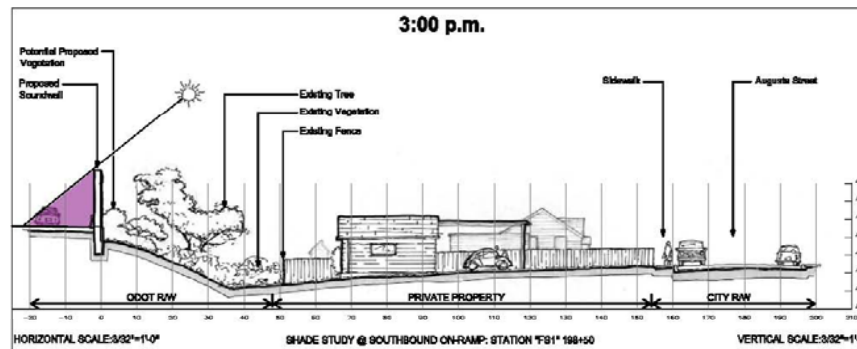 3:00 p.m.
Potential Proposed
Vegetation
Proposed
Soundwall
Existing Tree
Existing Vegetation
Existing Fence
Sidewalk
Augusta Street
ODOT R/W
PRIVATE PROPERTY
CITY R/W
-30 -20 -10 0 10 20 30 40 50 60 70 80 90 100 110 120 130 140 150 160 170 180 190 200 210
HORIZONTAL SCALE:3/32"=1'-0"
SHADE STUDY @ SOUTHBOUND ON-RAMP: STATION "FS1" 198+50
VERTICAL SCALE:3/32"=1'